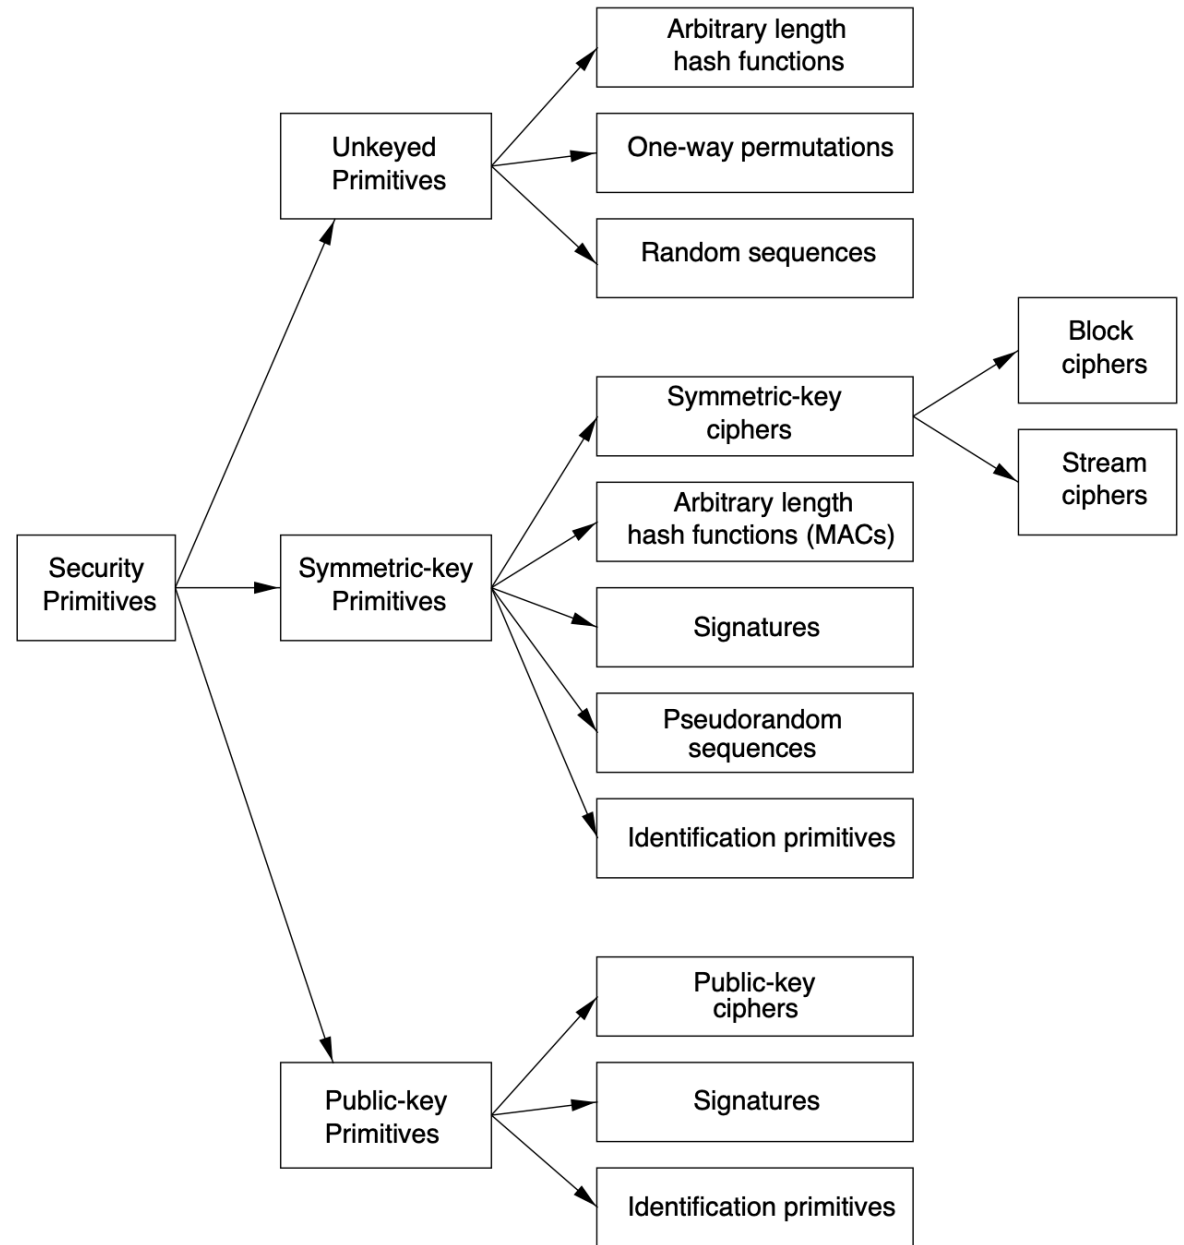 Arbitrary length
hash functions
Unkeyed
Primitives
One-way permutations
Random sequences
Block
ciphers
Symmetric-key
ciphers
Stream
ciphers
Arbitrary length
hash functions (MACs)
Security
Primitives
Symmetric-key
Primitives
Signatures
Pseudorandom
sequences
Identification primitives
Public-key
ciphers
Public-key
Primitives
Signatures
Identification primitives